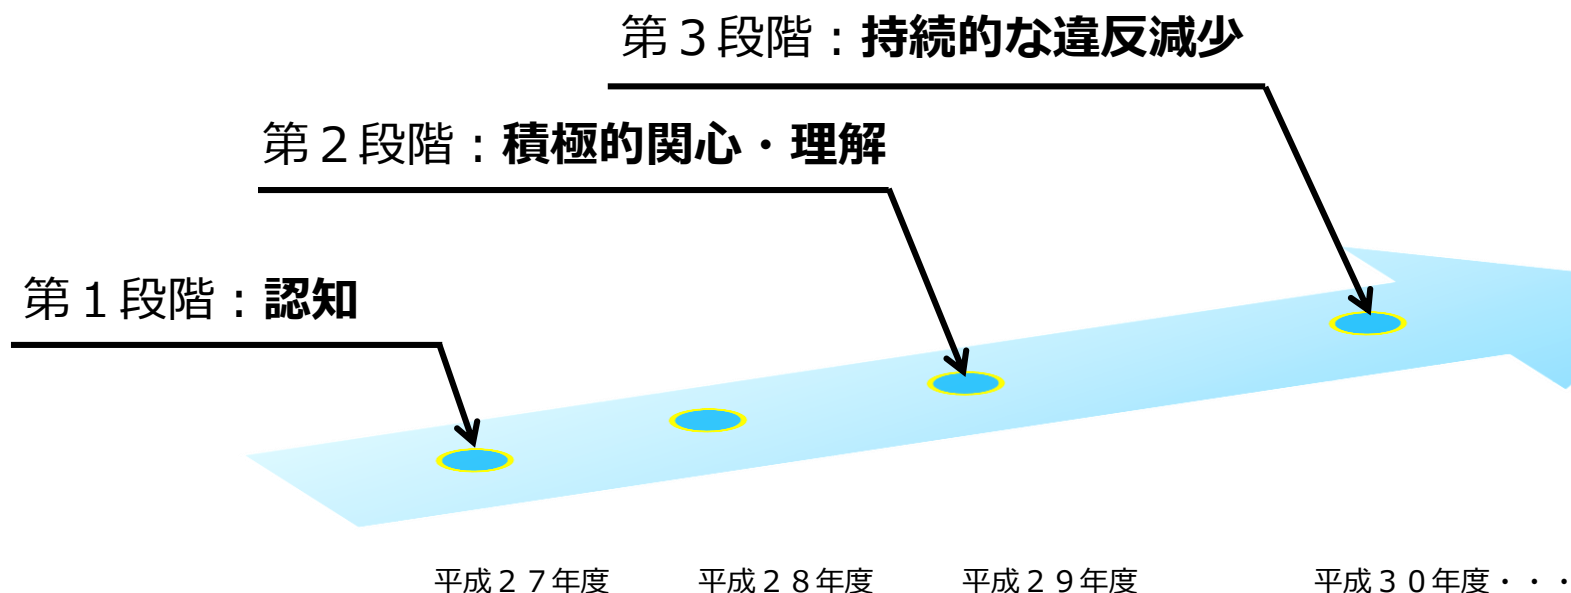 第３段階：持続的な違反減少
第２段階：積極的関心・理解
第１段階：認知
平成２７年度
平成２８年度
平成２９年度
平成３０年度・・・